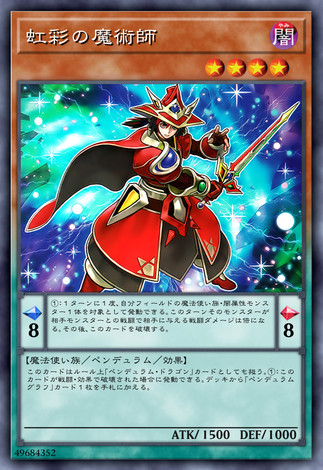 虹彩の魔術師
闇
やみ
①:1ターンに1度、自分フィールドの魔法使い族・闇属性モンス
ター1体を対象として発動できる。このターンそのモンスターが
相手モンスターとの戦闘で相手に与える戦闘ダメージは倍にな
る。その後、このカードを破壊する。
8
8
【魔法使い族/ペンデュラム/効果】
このカードはルール上「ペンデュラム・ドラゴン」カードとしても扱う。①:この
カードが戦闘・効果で破壊された場合に発動できる。デッキから「ペンデュラム
グラフ」カード1枚を手札に加える。
ATK/ 1500 DEF/ 1000
49684352